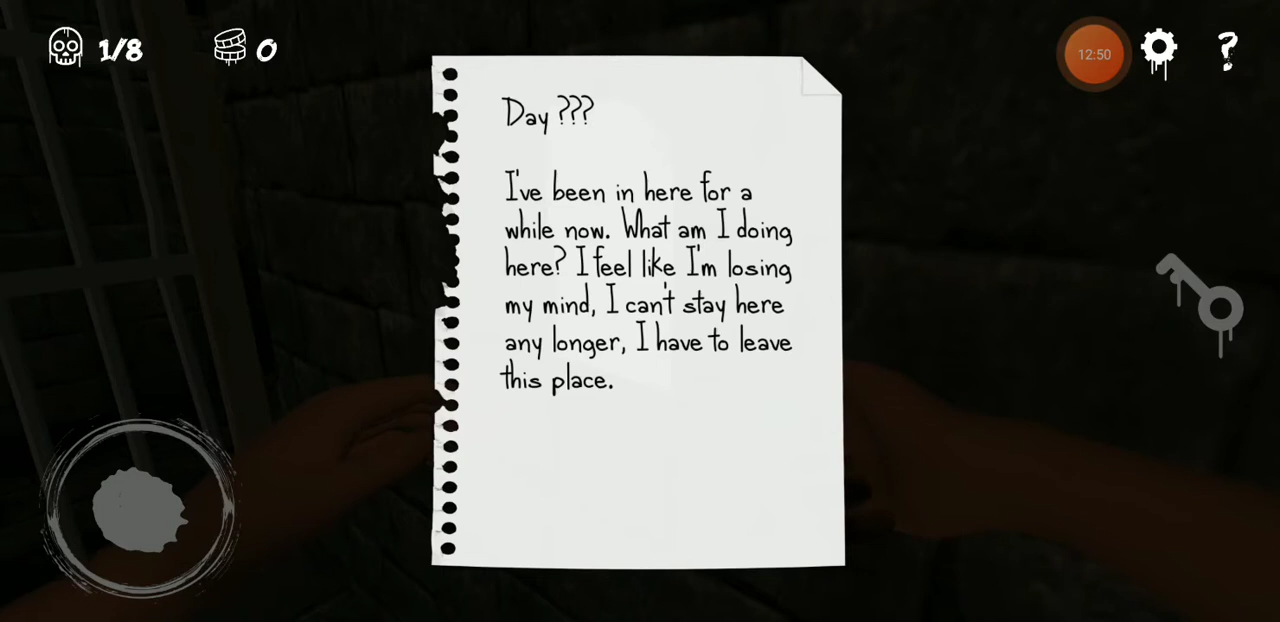 1/8
0
12:50
?
Day ???
I've been in here for a
while now. What am I doing
here? I feel like I'm losing
my mind, I can't stay here
any longer, I have to leave
this place.